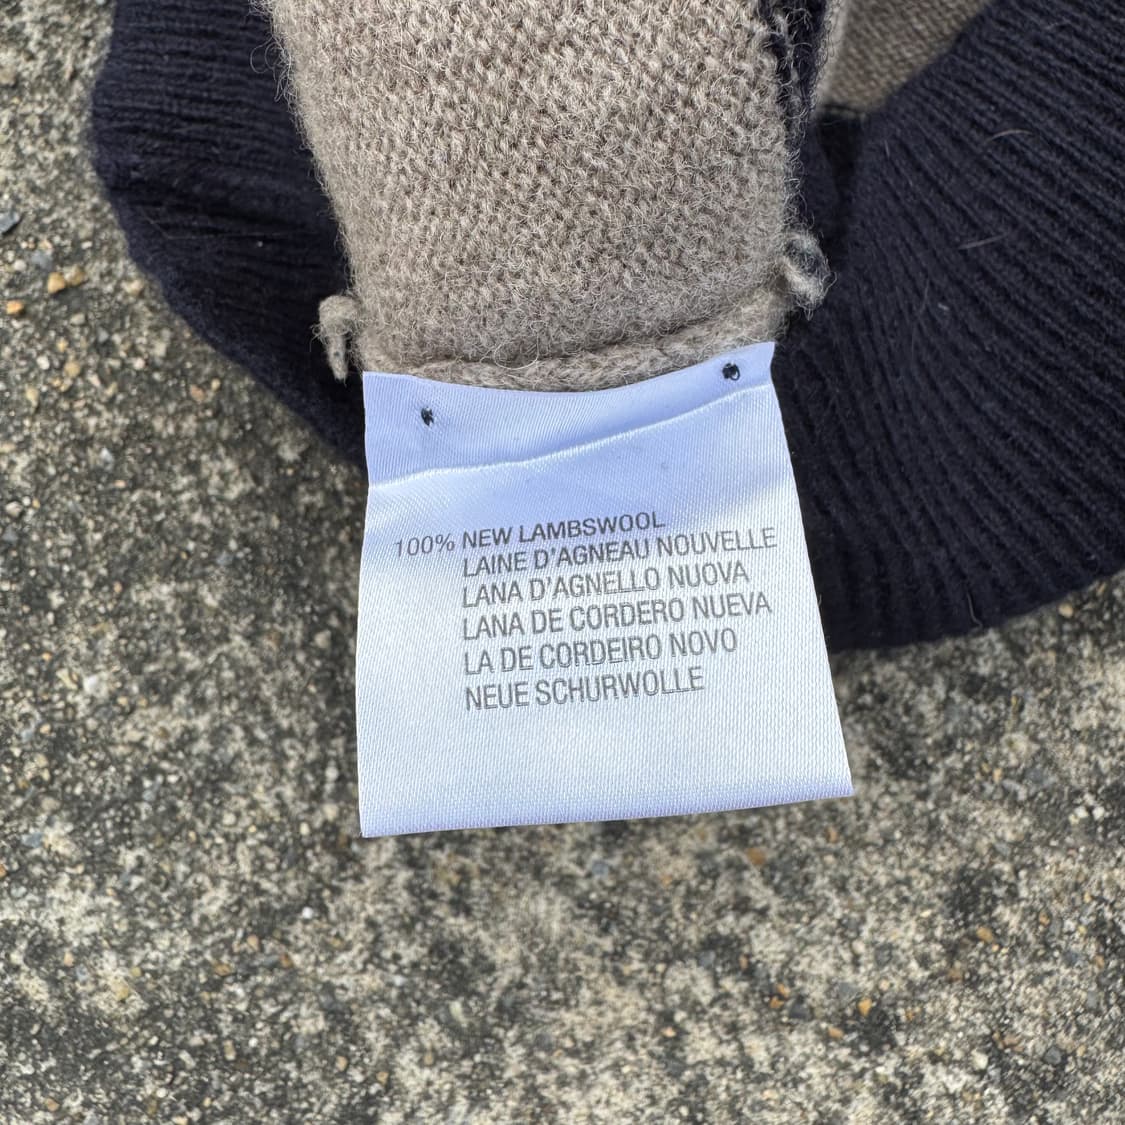 100% NEW LAMBSWOOL
LAINE D'AGNEAU NOUVELLE
LANA D'AGNELLO NUOVA
LANA DE CORDERO NUEVA
LA DE CORDEIRO NOVO
NEUE SCHURWOLLE